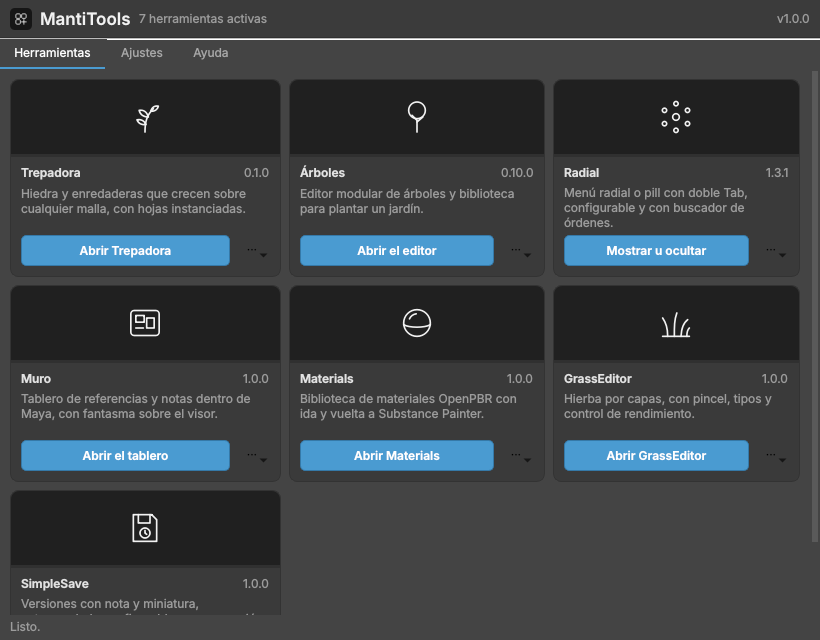 MantiTools 7 herramientas activas v1.0.0
Herramientas Ajustes Ayuda
Trepadora 0.1.0
Hiedra y enredaderas que crecen sobre
cualquier malla, con hojas instanciadas.
Abrir Trepadora ...
Árboles 0.10.0
Editor modular de árboles y biblioteca
para plantar un jardín.
Abrir el editor ...
Radial 1.3.1
Menú radial o pill con doble Tab,
configurable y con buscador de
órdenes.
Mostrar u ocultar ...
Muro 1.0.0
Tablero de referencias y notas dentro de
Maya, con fantasma sobre el visor.
Abrir el tablero ...
Materials 1.0.0
Biblioteca de materiales OpenPBR con
ida y vuelta a Substance Painter.
Abrir Materials ...
GrassEditor 1.0.0
Hierba por capas, con pincel, tipos y
control de rendimiento.
Abrir GrassEditor ...
SimpleSave 1.0.0
Versiones con nota y miniatura,
Listo.